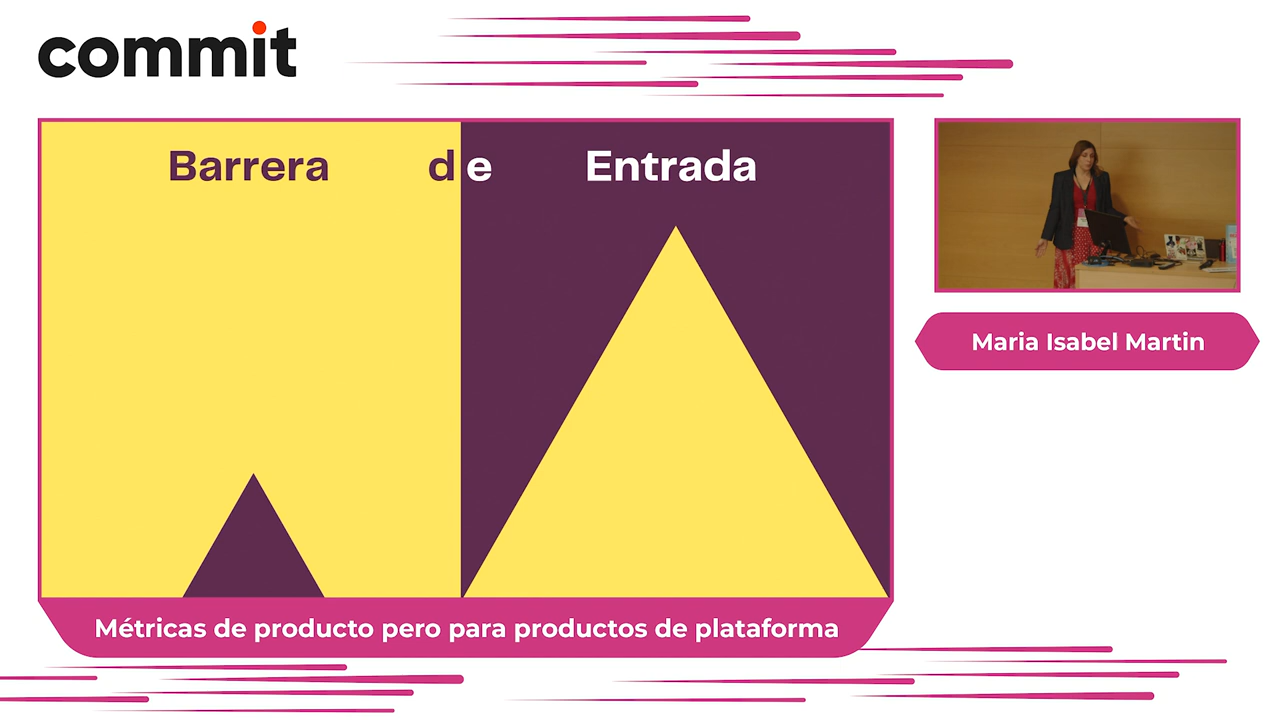 commit
Barrera de Entrada
Maria Isabel Martin
Métricas de producto pero para productos de plataforma